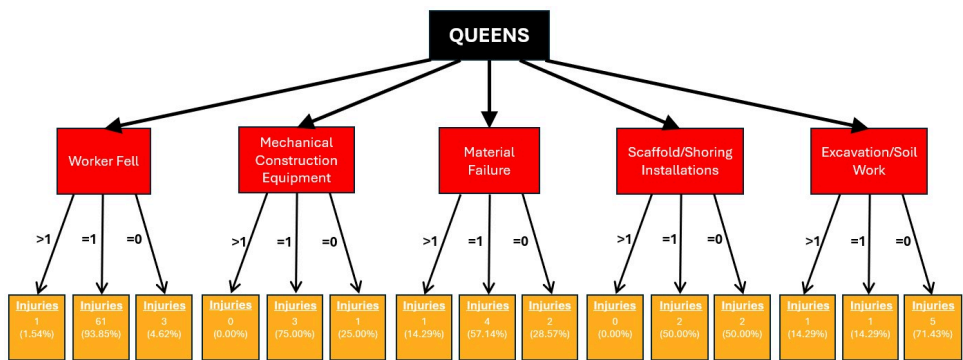 QUEENS
Worker Fell
Mechanical
Construction
Equipment
Material
Failure
Scaffold/Shoring
Installations
Excavation/Soil
Work
>1
=1
=0
>1
=1
=0
>1
=1
=0
>1
=1
=0
>1
=1
=0
Injuries
1
(1.54%)
Injuries
61
(93.85%)
Injuries
3
(4.62%)
Injuries
0
(0.00%)
Injuries
3
(75.00%)
Injuries
1
(25.00%)
Injuries
1
(14.29%)
Injuries
4
(57.14%)
Injuries
2
(28.57%)
Injuries
0
(0.00%)
Injuries
2
(50.00%)
Injuries
2
(50.00%)
Injuries
1
(14.29%)
Injuries
1
(14.29%)
Injuries
5
(71.43%)